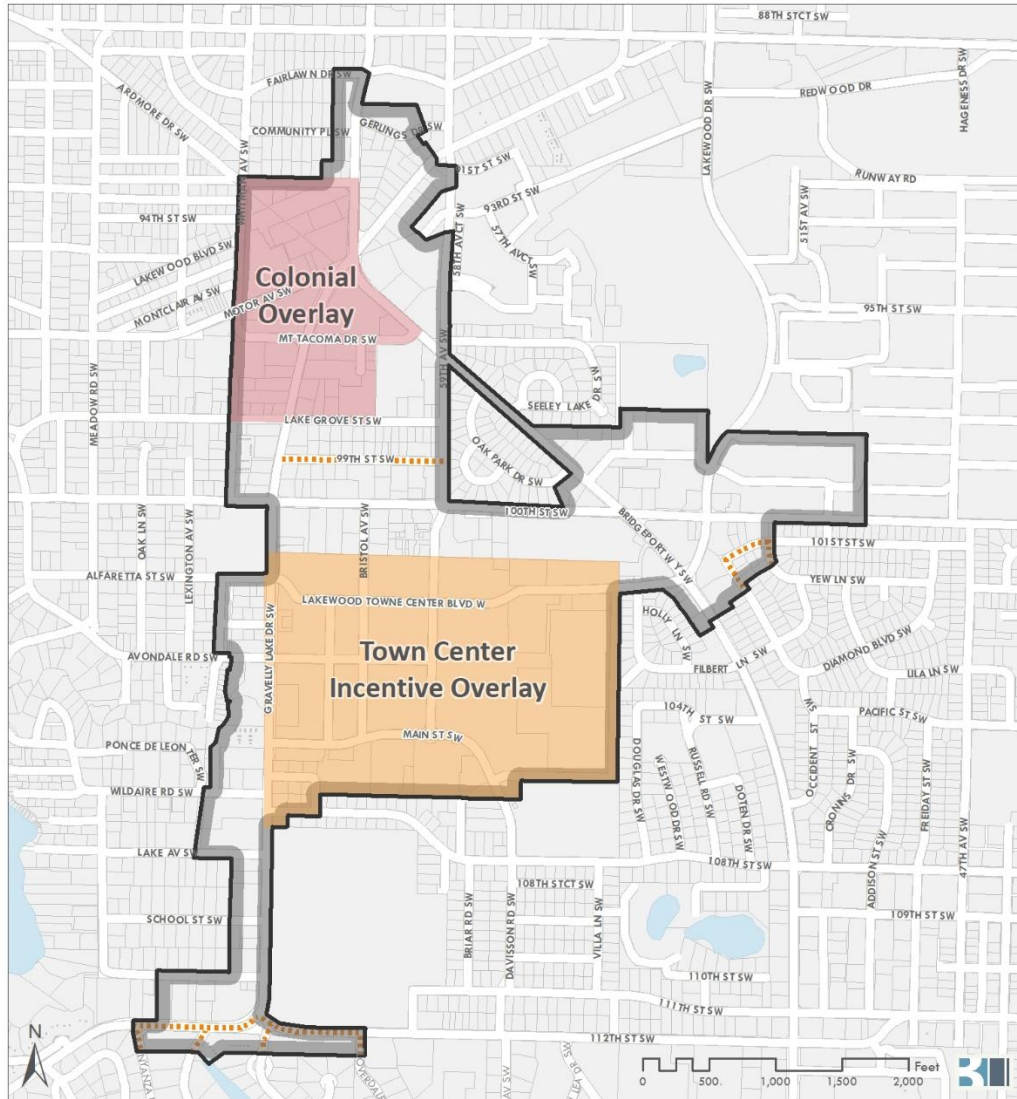 88TH STCT SW
FAIRLAWN DR SW
REDWOOD DR
HAGENESS DR SW
ARDMORE DR SW
LAKEWOOD DR SW
COMMUNITY PL SW
GERLINGS DR SW
91ST ST SW
RUNWAY RD
93RD ST SW
51ST AV SW
94TH ST SW
58TH AVCT SW
57TH AVCT SW
LAKEWOOD BLVD SW
Colonial
Overlay
MONTCLAIR AV SW
MOTOR AV SW
95TH ST SW
MT TACOMA DR SW
59TH AV SW
MEADOW RD SW
SEELEY LAKE DR SW
LAKE GROVE ST SW
OAK PARK DR SW
99TH ST SW
100TH ST SW
BRIDGEPORT WY SW
OAK LN SW
LEXINGTON AV SW
BRISTOL AV SW
101ST ST SW
ALFARETTA ST SW
YEW LN SW
LAKEWOOD TOWNE CENTER BLVD W
HOLLY LN SW
GRAVELLY LAKE DR SW
Town Center
Incentive Overlay
AVONDALE RD SW
FILBERT LN SW
DIAMOND BLVD SW
LILA LN SW
104TH ST SW
PACIFIC ST SW
MAIN ST SW
PONCE DE LEON TER SW
OCCIDENT ST SW
DOUGLAS DR SW
WESTWOOD DR SW
RUSSELL RD SW
DOTEN DR SW
CRONINS DR SW
FREIDAY ST SW
WILDAIRE RD SW
47TH AV SW
LAKE AV SW
108TH ST SW
ADDISON ST SW
108TH STCT SW
SCHOOL ST SW
BRIAR RD SW
DAVISSON RD SW
VILLA LN SW
109TH ST SW
110TH ST SW
111TH ST SW
N
112TH ST SW
Feet
0 500 1,000 1,500 2,000